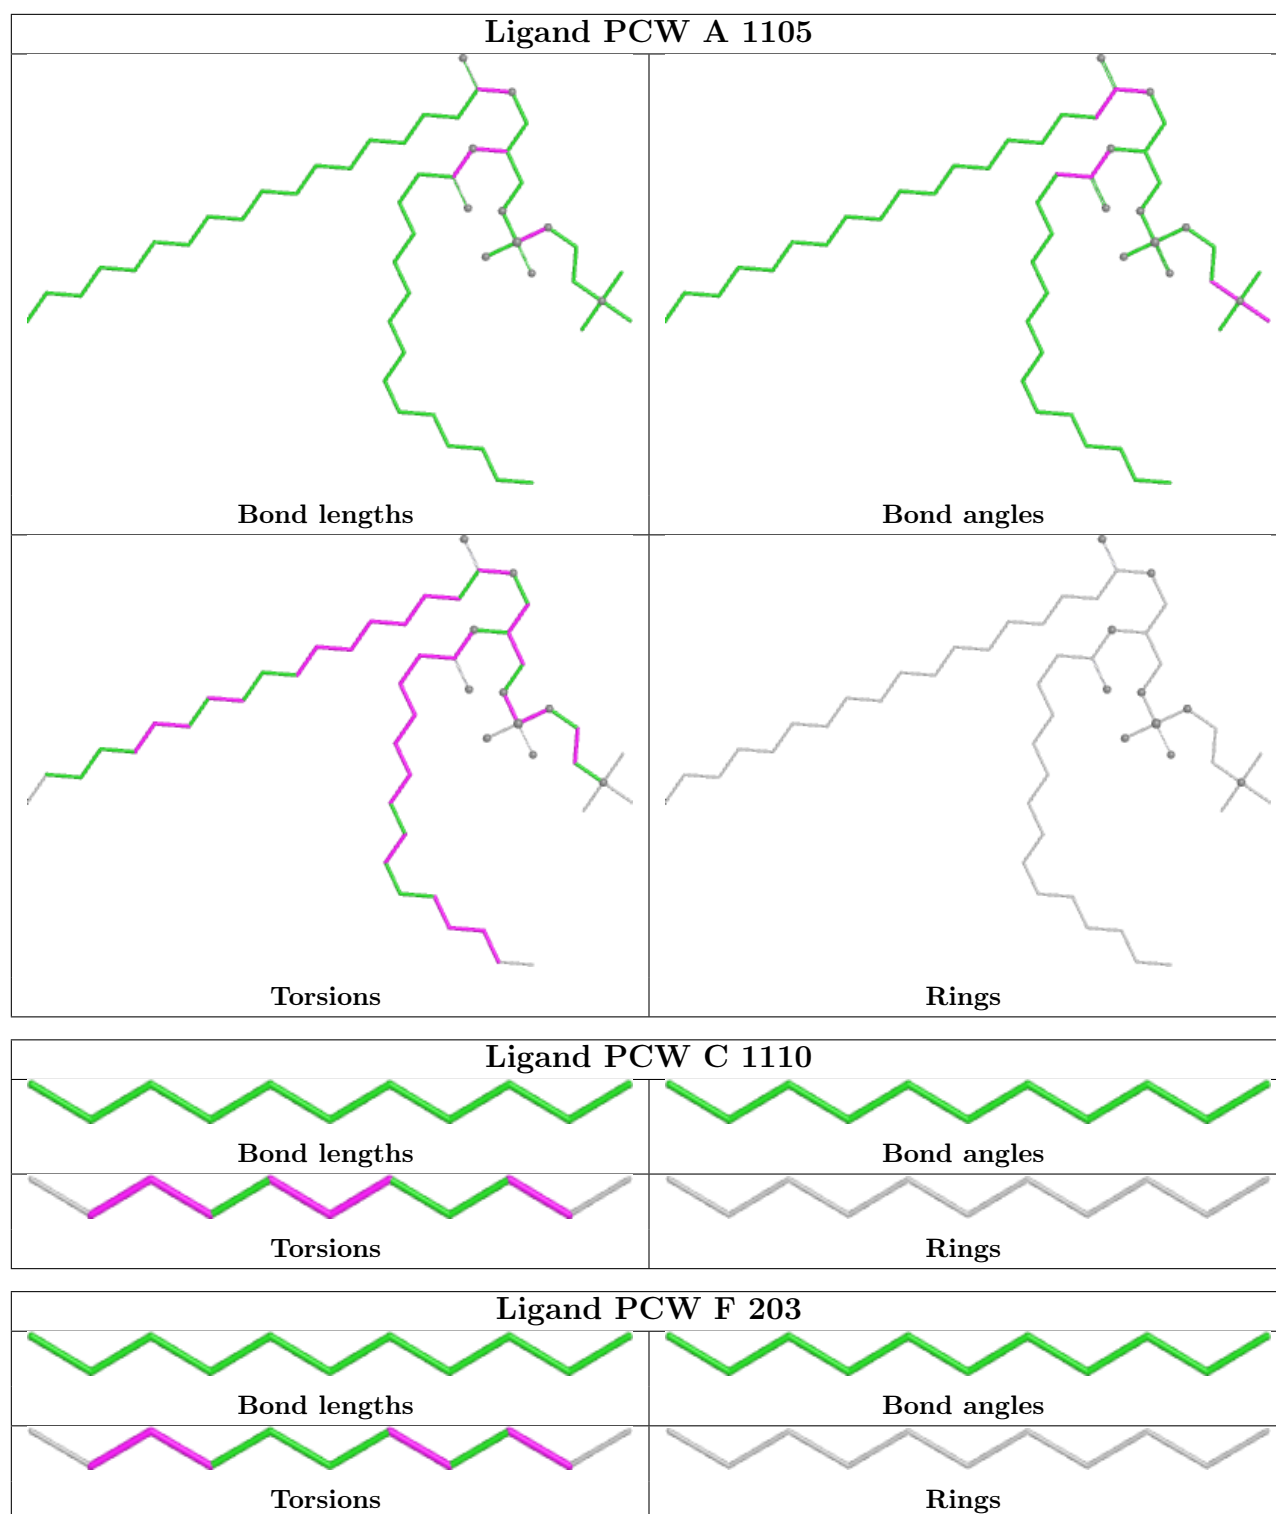 Ligand PCW A 1105
Bond lengths
Bond angles
Torsions
Rings
Ligand PCW C 1110
Bond lengths
Bond angles
Torsions
Rings
Ligand PCW F 203
Bond lengths
Bond angles
Torsions
Rings